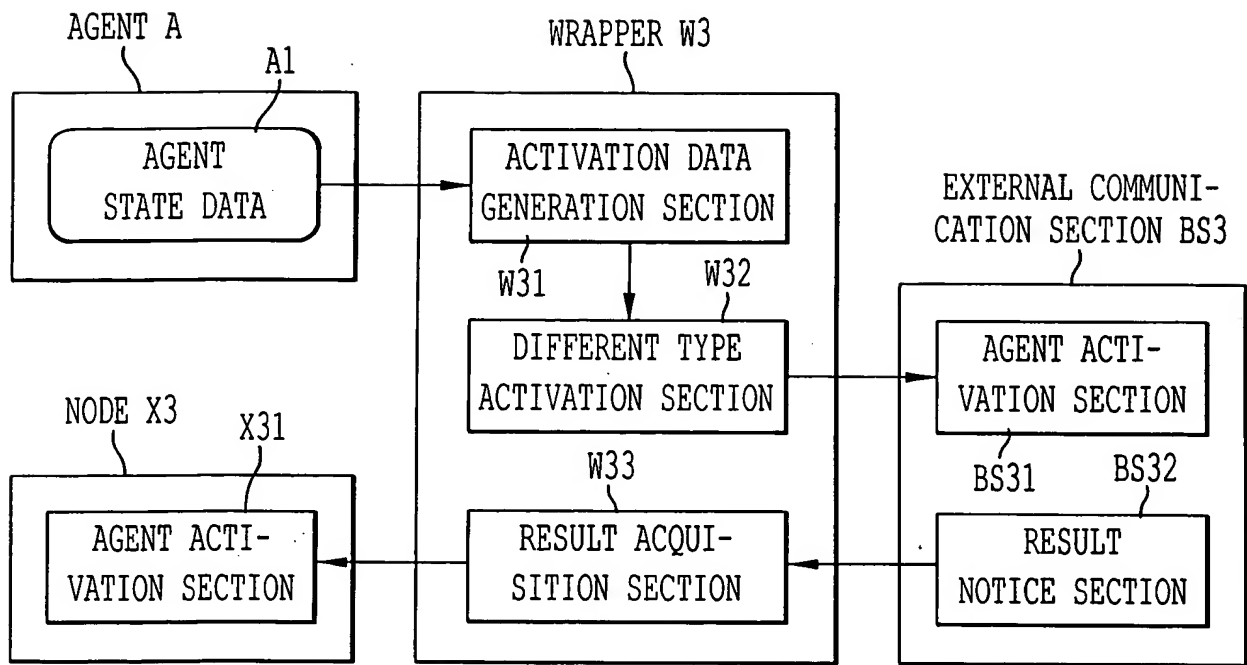 AGENT A
A1
AGENT
STATE DATA
WRAPPER W3
ACTIVATION DATA
GENERATION SECTION
W31
W32
DIFFERENT TYPE
ACTIVATION SECTION
EXTERNAL COMMUNI-
CATION SECTION BS3
AGENT ACTI-
VATION SECTION
BS31
BS32
RESULT
NOTICE SECTION
W33
RESULT ACQUI-
SITION SECTION
NODE X3
X31
AGENT ACTI-
VATION SECTION